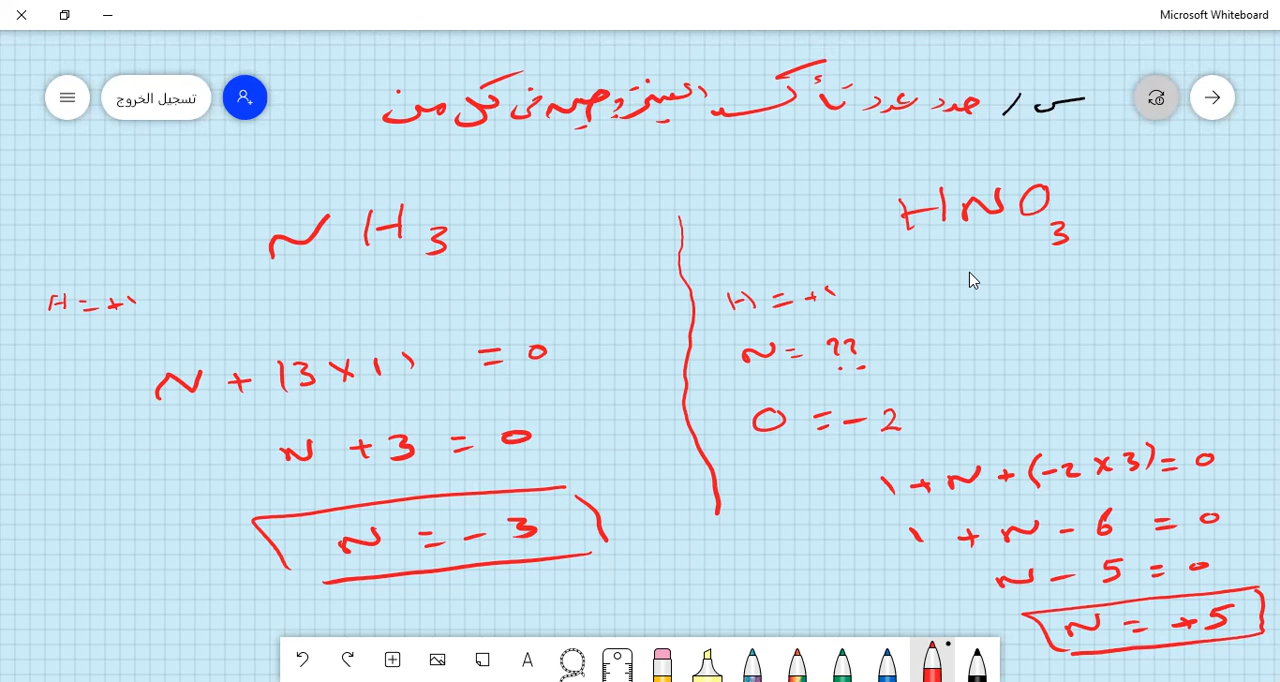 Microsoft Whiteboard
تسجيل الخروج
س/ حدد عدد تأكسد النيتروجين في كل من
HNO3
H = +1
N = ??
O = -2
1 + N + (-2 × 3) = 0
1 + N - 6 = 0
N - 5 = 0
N = +5
NH3
H = +1
N + (3 × 1) = 0
N + 3 = 0
N = -3